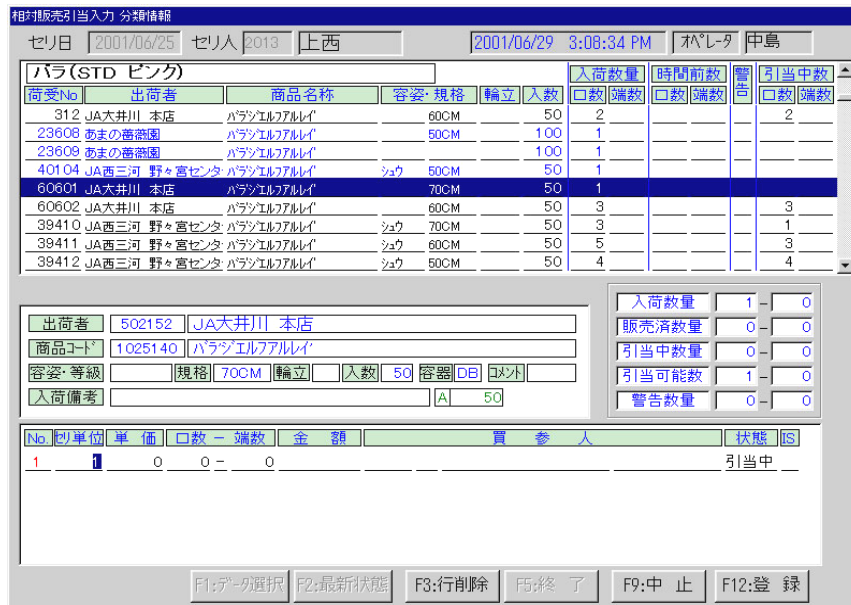 相対販売引当入力 分類情報
セリ日 2001/06/25 セリ人 2013 上西 2001/06/29 3:08:34 PM ｵﾍﾟﾚｰﾀ 中島
バラ(STD ピンク) 入荷数量 時間前数 警告 引当中数
荷受No 出荷者 商品名称 容姿・規格 輪立 入数 口数 端数 口数 端数 口数 端数
312 JA大井川 本店 ﾊﾞﾗｼﾞｴﾙﾌｱﾙﾚｲﾞ 60CM 50 2 2
23608 あまの薔薇園 ﾊﾞﾗｼﾞｴﾙﾌｱﾙﾚｲﾞ 50CM 100 1
23609 あまの薔薇園 ﾊﾞﾗｼﾞｴﾙﾌｱﾙﾚｲﾞ 100 1
40104 JA西三河 野々宮センタ ﾊﾞﾗｼﾞｴﾙﾌｱﾙﾚｲﾞ ｼｭｳ 50CM 50 1
60601 JA大井川 本店 ﾊﾞﾗｼﾞｴﾙﾌｱﾙﾚｲﾞ 70CM 50 1
60602 JA大井川 本店 ﾊﾞﾗｼﾞｴﾙﾌｱﾙﾚｲﾞ 60CM 50 3 3
39410 JA西三河 野々宮センタ ﾊﾞﾗｼﾞｴﾙﾌｱﾙﾚｲﾞ ｼｭｳ 70CM 50 3 1
39411 JA西三河 野々宮センタ ﾊﾞﾗｼﾞｴﾙﾌｱﾙﾚｲﾞ ｼｭｳ 60CM 50 5 3
39412 JA西三河 野々宮センタ ﾊﾞﾗｼﾞｴﾙﾌｱﾙﾚｲﾞ ｼｭｳ 50CM 50 4 4
出荷者 502152 JA大井川 本店
商品ｺｰﾄﾞ 1025140 ﾊﾞﾗｼﾞｴﾙﾌｱﾙﾚｲﾞ
容姿・等級 規格 70CM 輪立 入数 50 容器 DB ｺﾒﾝﾄ
入荷備考 A 50
入荷数量 1 - 0
販売済数量 0 - 0
引当中数量 0 - 0
引当可能数 1 - 0
警告数量 0 - 0
No. ｾﾘ単位 単 価 口数 － 端数 金 額 買 参 人 状態 IS
1 1 0 0 - 0 引当中
F1:ﾃﾞｰﾀ選択 F2:最新状態 F3:行削除 F5:終 了 F9:中 止 F12:登 録